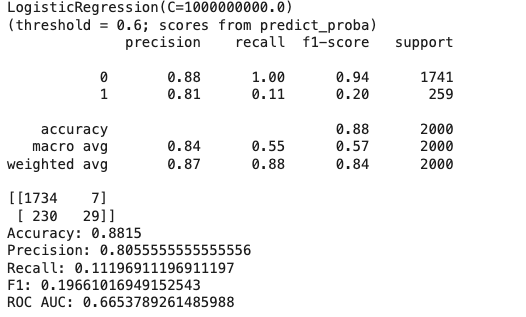 LogisticRegression(C=1000000000.0)
(threshold = 0.6; scores from predict_proba)
precision recall f1-score support
0 0.88 1.00 0.94 1741
1 0.81 0.11 0.20 259
accuracy 0.88 2000
macro avg 0.84 0.55 0.57 2000
weighted avg 0.87 0.88 0.84 2000
[[1734 7]
[ 230 29]]
Accuracy: 0.8815
Precision: 0.8055555555555556
Recall: 0.11196911196911197
F1: 0.19661016949152543
ROC AUC: 0.6653789261485988